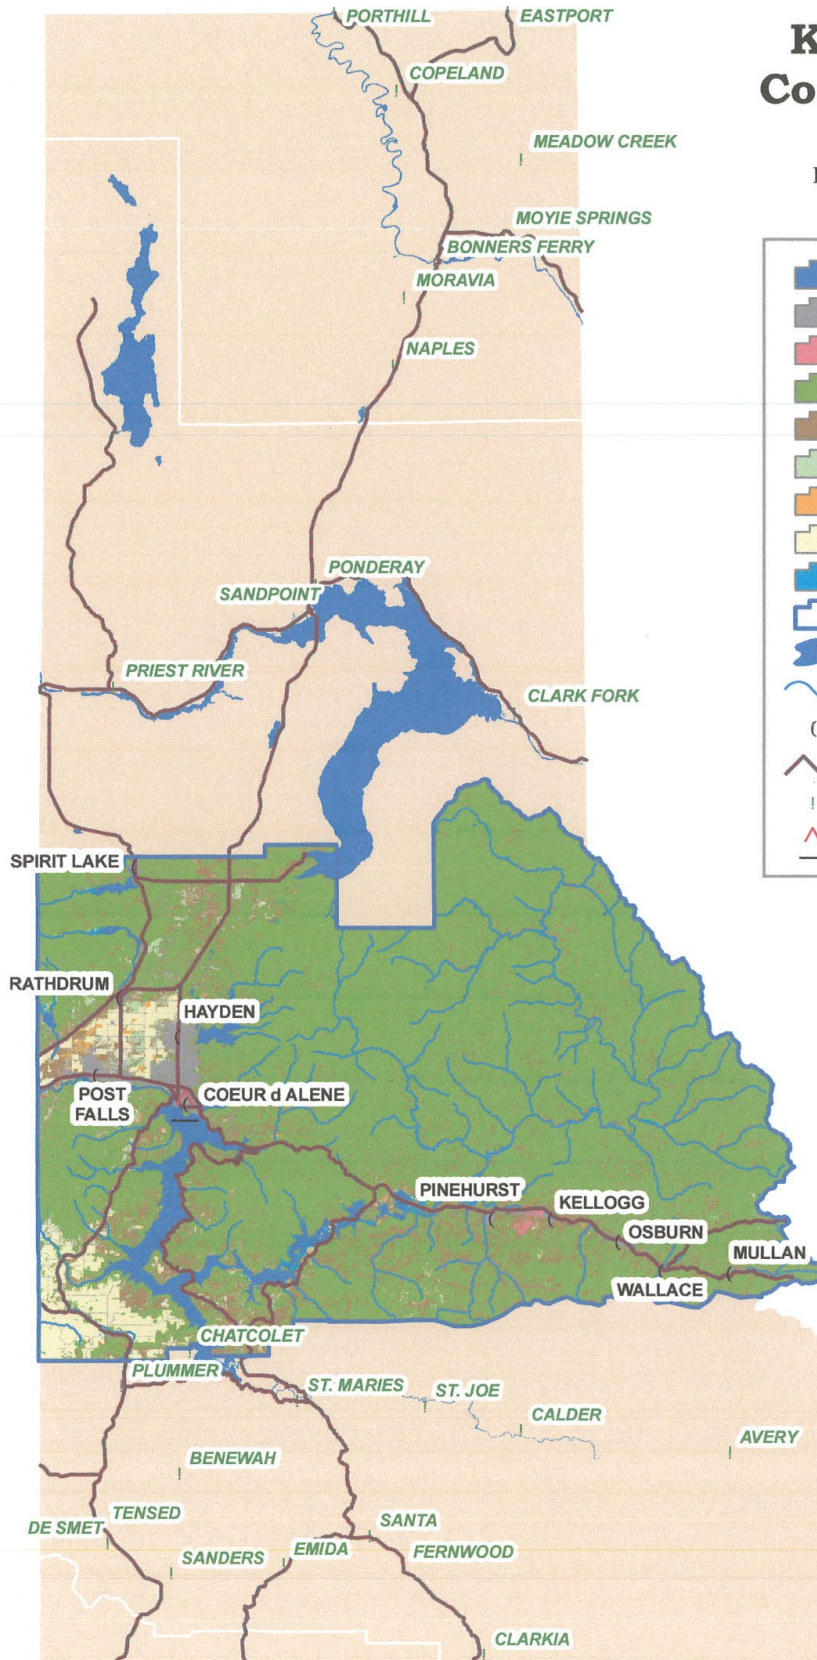 PORTHILL
EASTPORT
K
Co
COPELAND
MEADOW CREEK
MOYIE SPRINGS
BONNERS FERRY
MORAVIA
NAPLES
PONDERAY
SANDPOINT
PRIEST RIVER
CLARK FORK
SPIRIT LAKE
RATHDRUM
HAYDEN
POST
FALLS
COEUR d ALENE
PINEHURST
KELLOGG
OSBURN
MULLAN
WALLACE
CHATCOLET
PLUMMER
ST. MARIES
ST. JOE
CALDER
AVERY
BENEWAH
TENSED
DE SMET
SANTA
SANDERS
EMIDA
FERNWOOD
CLARKIA